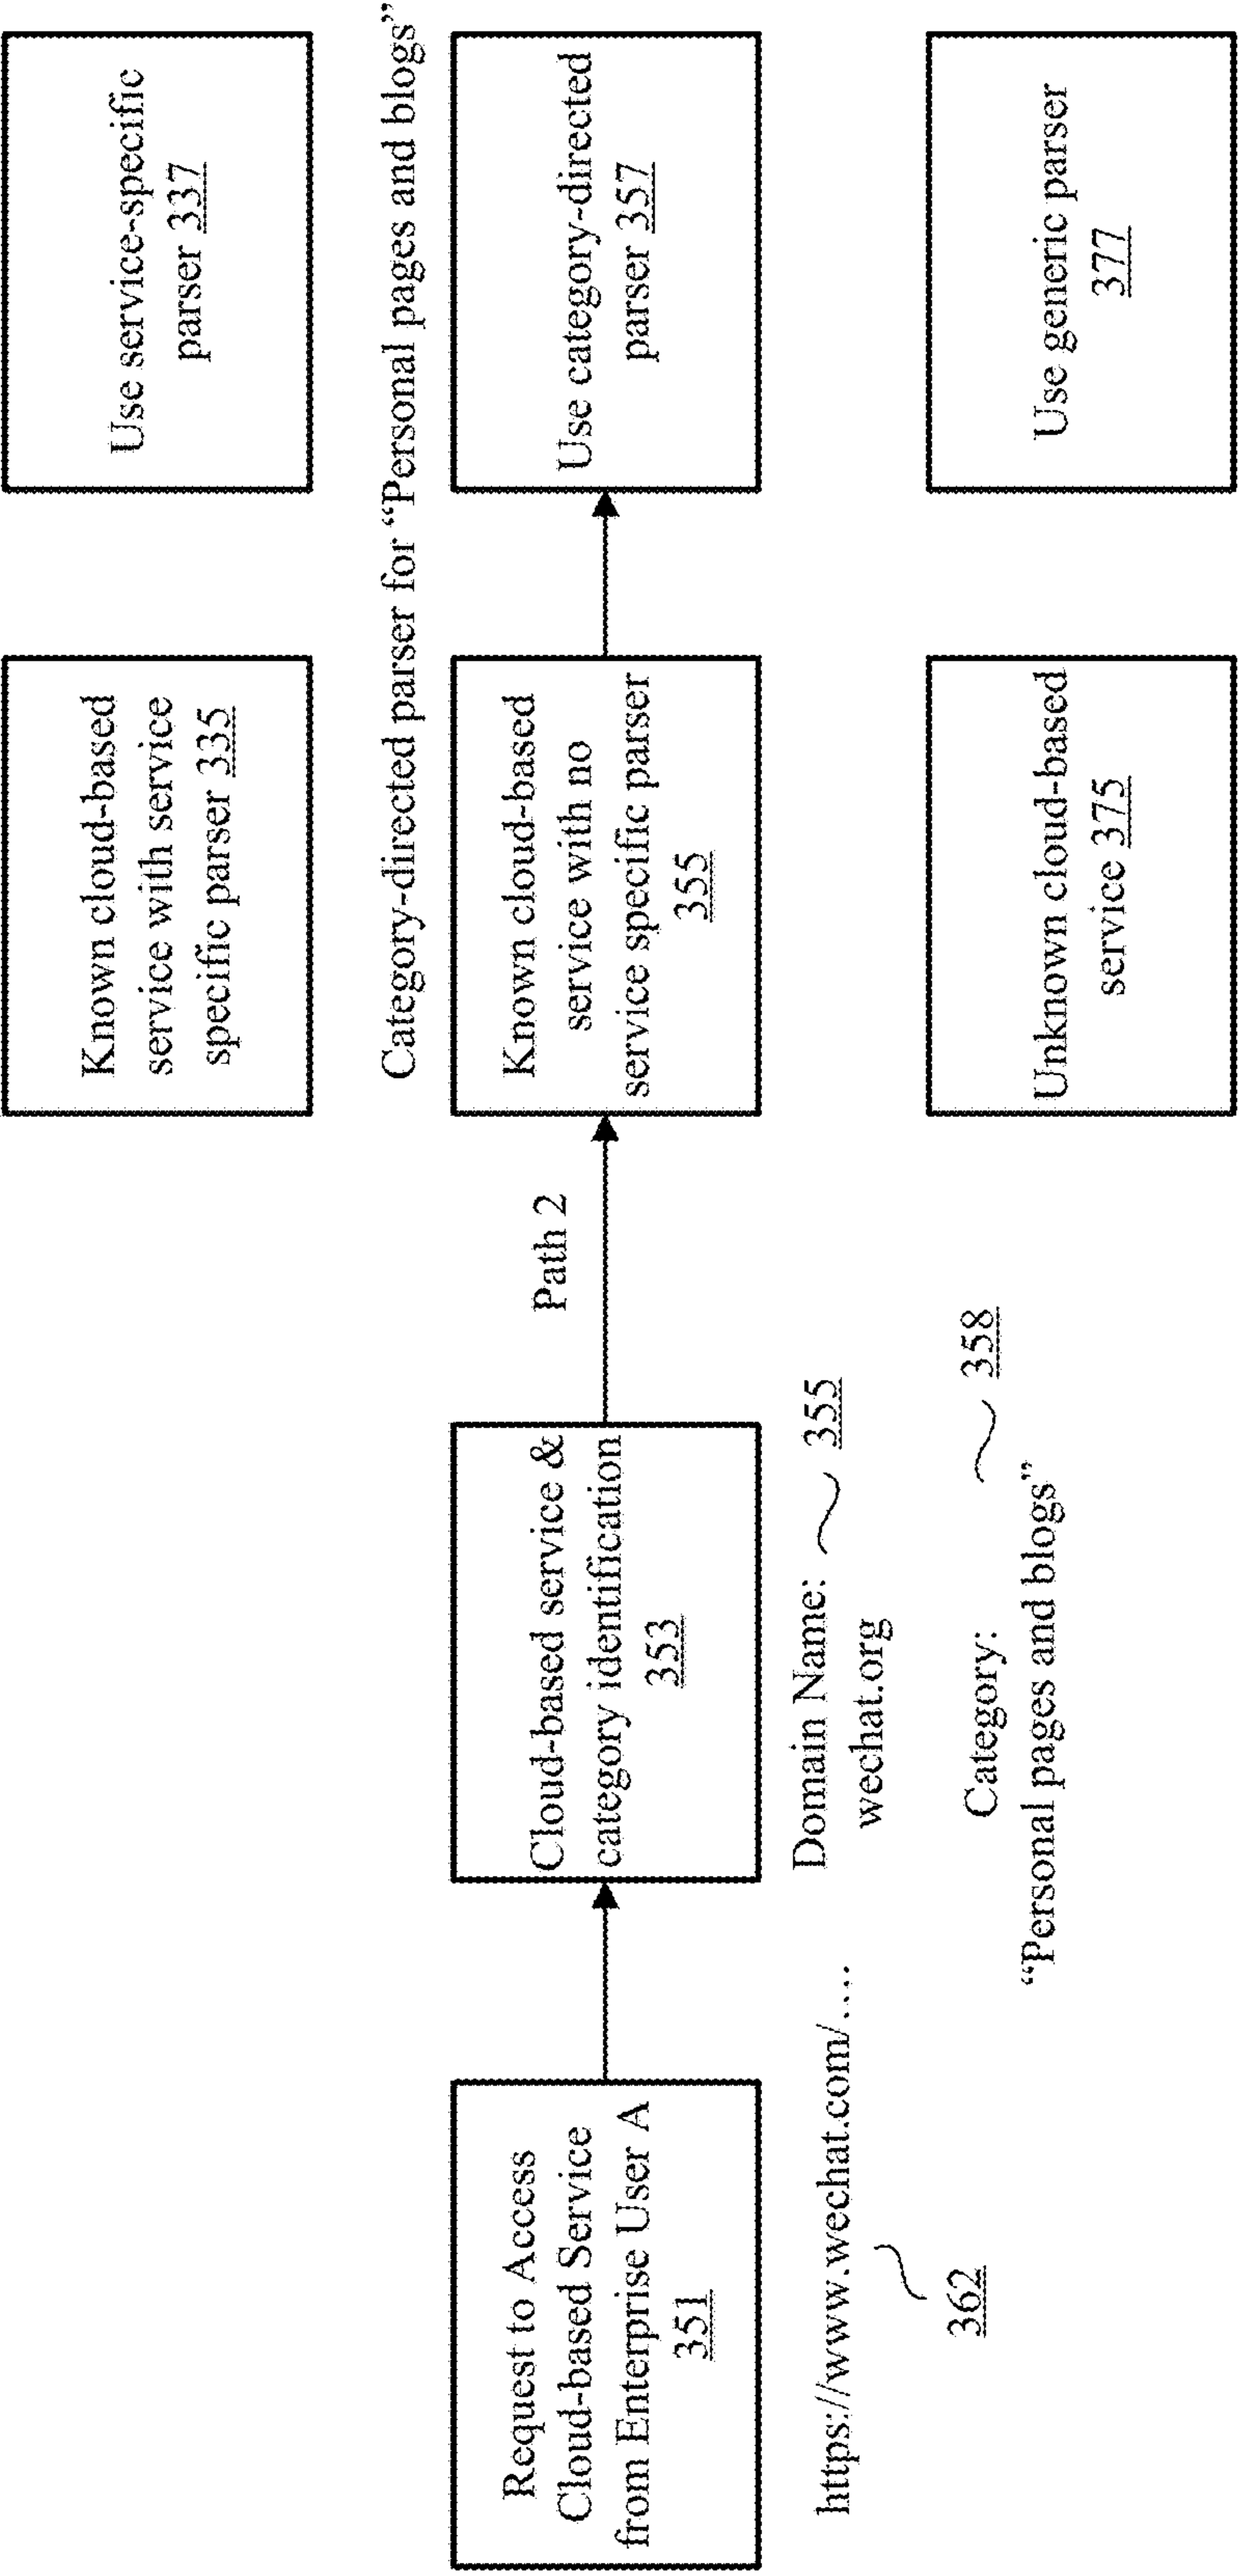 Known cloud-based
service with service
specific parser 335
Use service-specific
parser 337
Category-directed parser for “Personal pages and blogs”
Request to Access
Cloud-based Service
from Enterprise User A
351
Cloud-based service &
category identification
353
Path 2
Known cloud-based
service with no
service specific parser
355
Use category-directed
parser 357
https://www.wechat.com/....
362
Domain Name:
355
wechat.org
Category:
358
“Personal pages and blogs”
Unknown cloud-based
service 375
Use generic parser
377